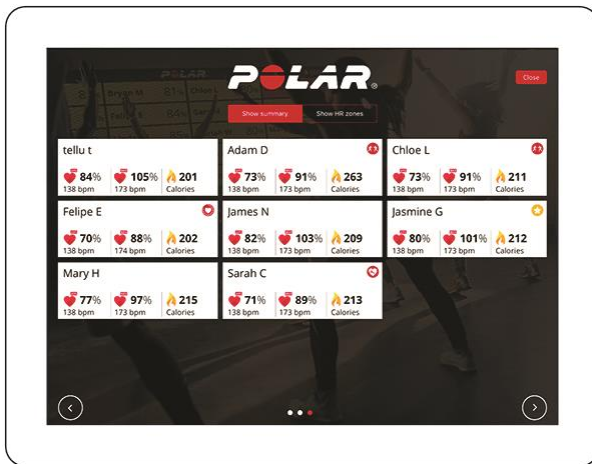 POLAR®
Close
Show summary Show HR zones
tellu t
84% 105% 201
138 bpm 173 bpm Calories
Adam D
73% 91% 263
138 bpm 173 bpm Calories
Chloe L
73% 91% 211
138 bpm 173 bpm Calories
Felipe E
70% 88% 202
138 bpm 174 bpm Calories
James N
82% 103% 209
138 bpm 173 bpm Calories
Jasmine G
80% 101% 212
138 bpm 173 bpm Calories
Mary H
77% 97% 215
138 bpm 173 bpm Calories
Sarah C
71% 89% 213
138 bpm 173 bpm Calories